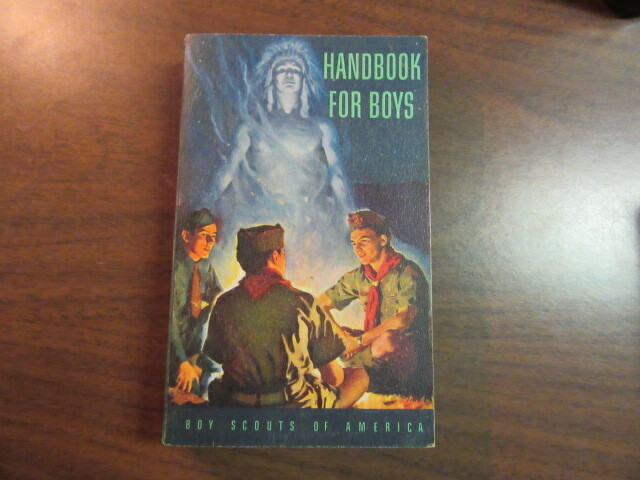 HANDBOOK
FOR BOYS
BOY SCOUTS OF AMERICA